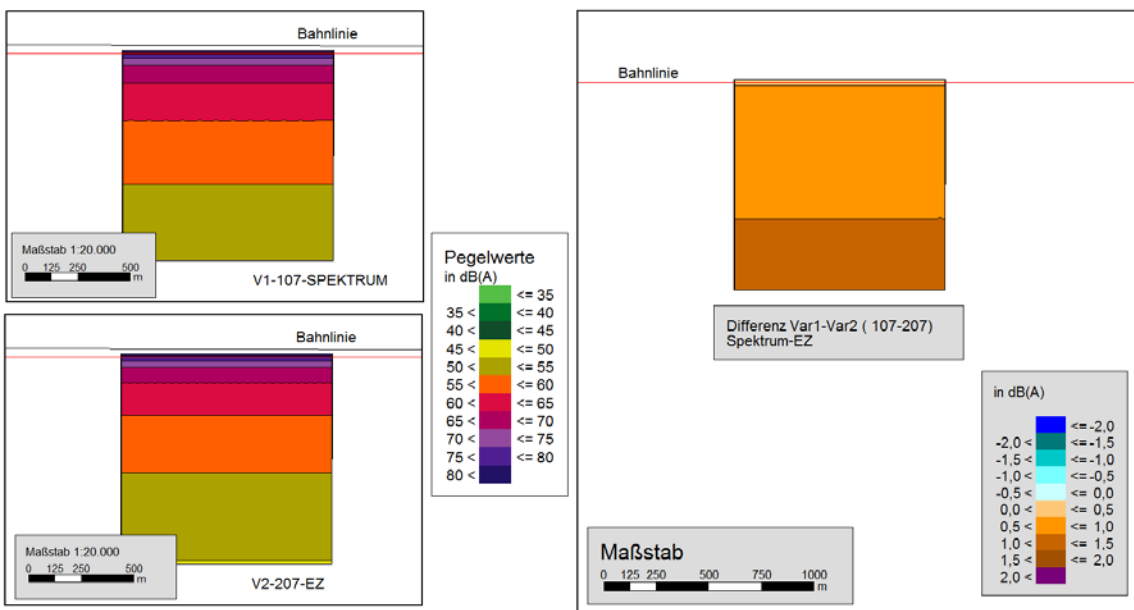 Bahnlinie
Maßstab 1:20.000
0 125 250 500
m
V1-107-SPEKTRUM
Bahnlinie
Maßstab 1:20.000
0 125 250 500
m
V2-207-EZ
Pegelwerte
in dB(A)
<= 35
35 < <= 40
40 < <= 45
45 < <= 50
50 < <= 55
55 < <= 60
60 < <= 65
65 < <= 70
70 < <= 75
75 < <= 80
80 <
Bahnlinie
Differenz Var1-Var2 ( 107-207)
Spektrum-EZ
in dB(A)
<= -2,0
-2,0 < <= -1,5
-1,5 < <= -1,0
-1,0 < <= -0,5
-0,5 < <= 0,0
0,0 < <= 0,5
0,5 < <= 1,0
1,0 < <= 1,5
1,5 < <= 2,0
2,0 <
Maßstab
0 125 250 500 750 1000
m